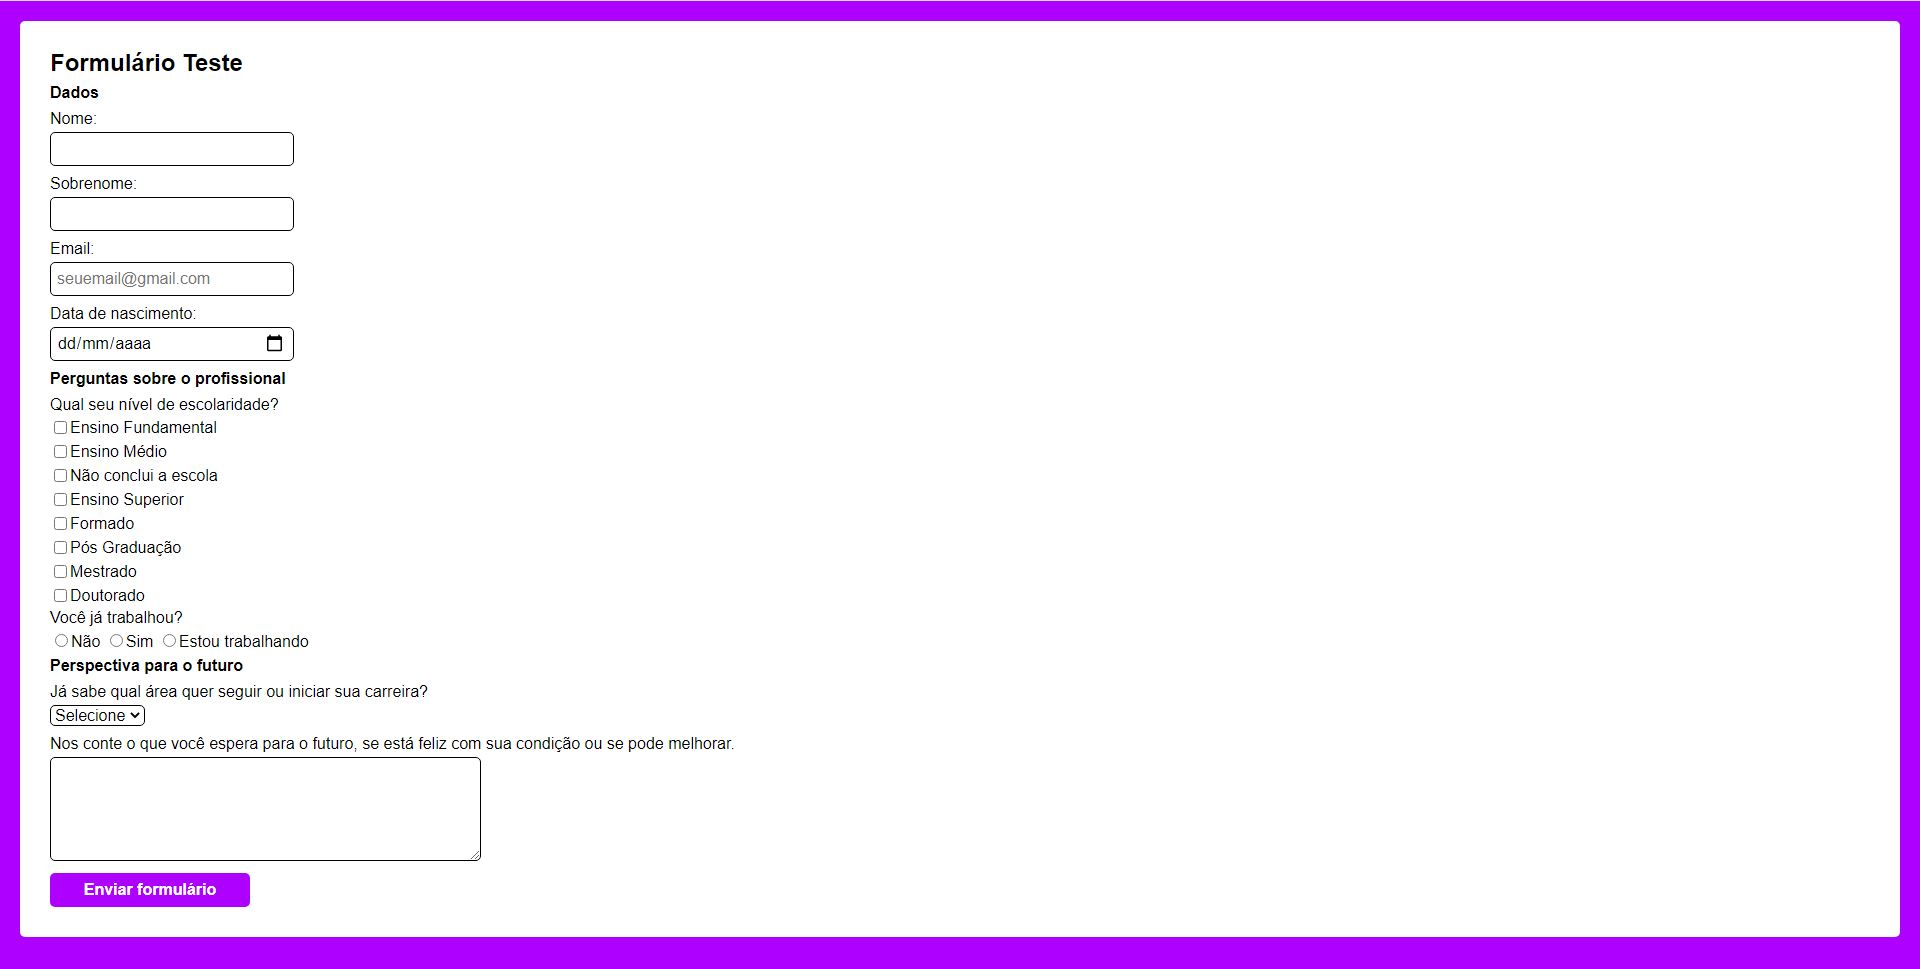 Formulário Teste
Dados
Nome:
Sobrenome:
Email:
seuemail@gmail.com
Data de nascimento:
dd/mm/aaaa
Perguntas sobre o profissional
Qual seu nível de escolaridade?
Ensino Fundamental
Ensino Médio
Não conclui a escola
Ensino Superior
Formado
Pós Graduação
Mestrado
Doutorado
Você já trabalhou?
Não Sim Estou trabalhando
Perspectiva para o futuro
Já sabe qual área quer seguir ou iniciar sua carreira?
Selecione
Nos conte o que você espera para o futuro, se está feliz com sua condição ou se pode melhorar.
Enviar formulário